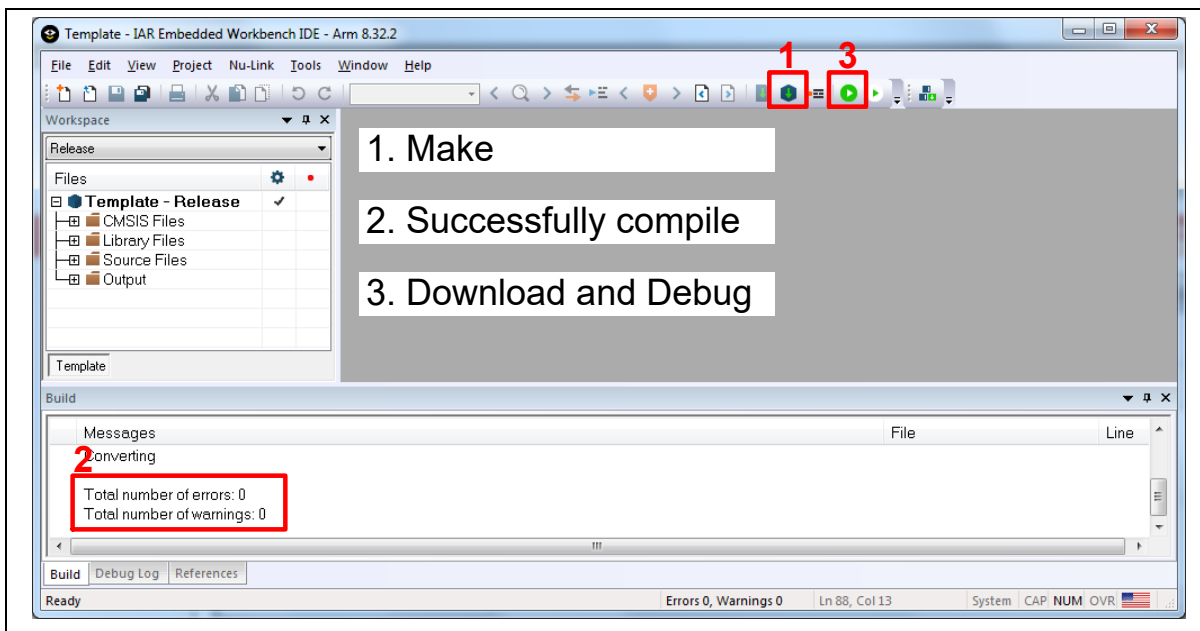 Template - IAR Embedded Workbench IDE - Arm 8.32.2
File Edit View Project Nu-Link Tools Window Help
1 3
Workspace
Release
Files
Template - Release
CMSIS Files
Library Files
Source Files
Output
Template
1. Make
2. Successfully compile
3. Download and Debug
Build
Messages File Line
2
Converting
Total number of errors: 0
Total number of warnings: 0
Build Debug Log References
Ready Errors 0, Warnings 0 Ln 88, Col 13 System CAP NUM OVR